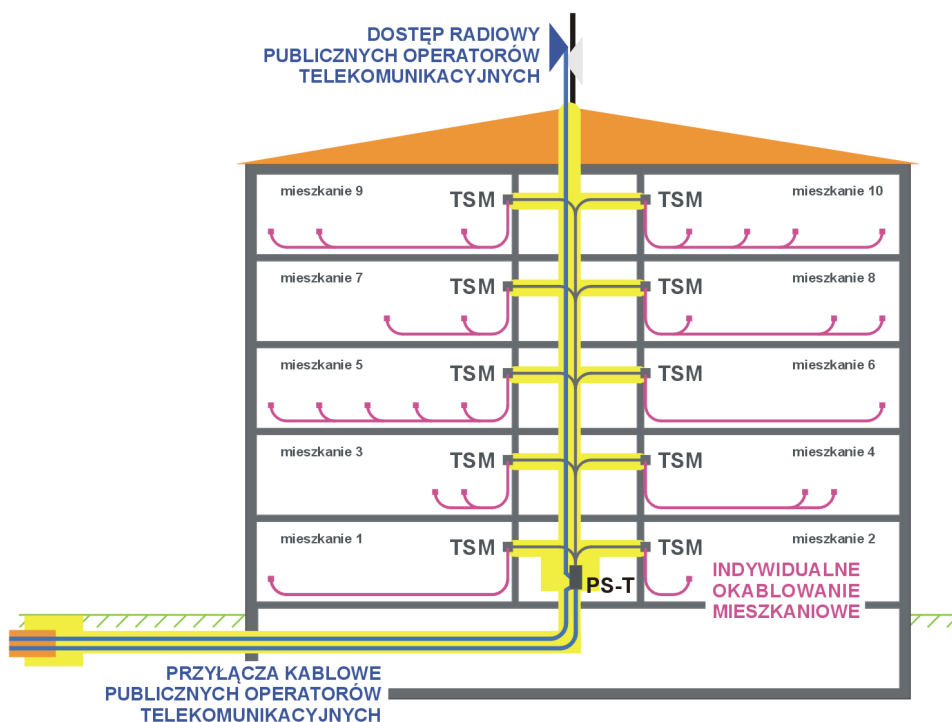 DOSTĘP RADIOWY
PUBLICZNYCH OPERATORÓW
TELEKOMUNIKACYJNYCH
mieszkanie 9
TSM
TSM
mieszkanie 10
mieszkanie 7
TSM
TSM
mieszkanie 8
mieszkanie 5
TSM
TSM
mieszkanie 6
mieszkanie 3
TSM
TSM
mieszkanie 4
mieszkanie 1
TSM
TSM
mieszkanie 2
PS-T
INDYWIDUALNE
OKABLOWANIE
MIESZKANIOWE
PRZYŁĄCZA KABLOWE
PUBLICZNYCH OPERATORÓW
TELEKOMUNIKACYJNYCH